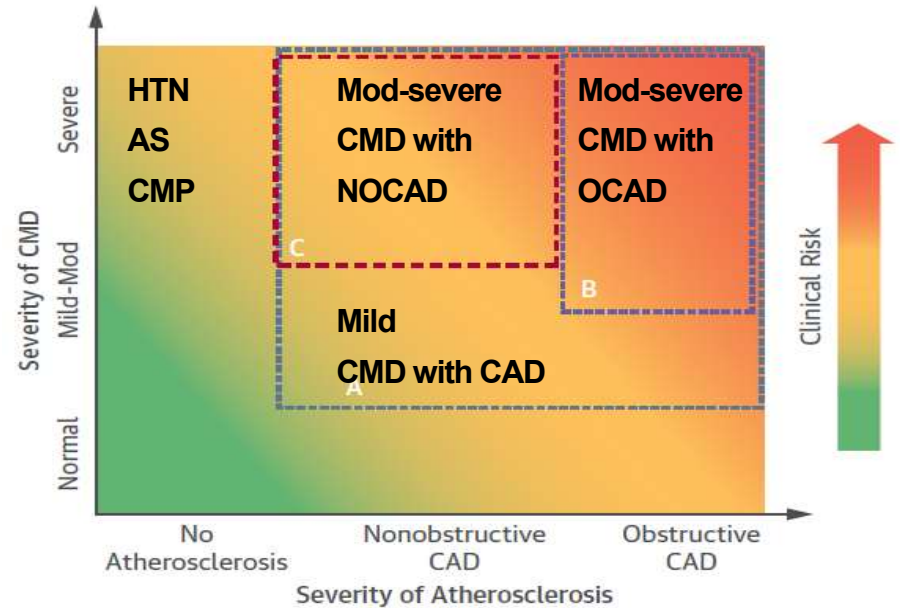 Severity of CMD
Severe
Mild-Mod
Normal
HTN
AS
CMP
Mod-severe
CMD with
NOCAD
C
Mod-severe
CMD with
OCAD
B
Mild
CMD with CAD
A
Clinical Risk
No
Atherosclerosis
Nonobstructive
CAD
Obstructive
CAD
Severity of Atherosclerosis